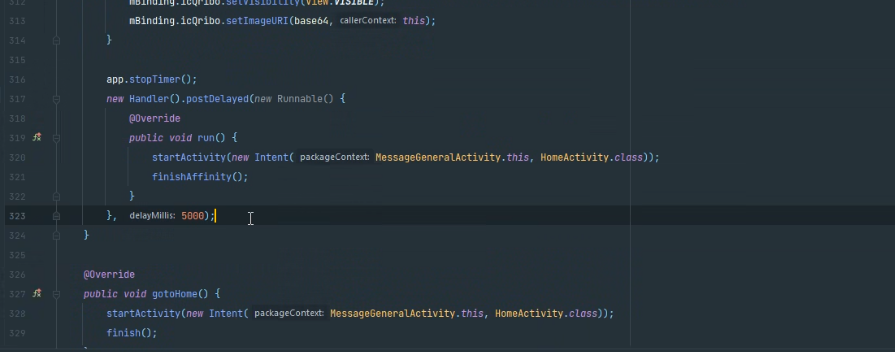 312 mBinding.icQribo.setVisibility(View.VISIBLE);
313 mBinding.icQribo.setImageURI(base64, callerContext: this);
314 }
315
316 app.stopTimer();
317 new Handler().postDelayed(new Runnable() {
318 @Override
319 public void run() {
320 startActivity(new Intent( packageContext: MessageGeneralActivity.this, HomeActivity.class));
321 finishAffinity();
322 }
323 }, delayMillis: 5000);
324 }
325
326 @Override
327 public void gotoHome() {
328 startActivity(new Intent( packageContext: MessageGeneralActivity.this, HomeActivity.class));
329 finish();
}